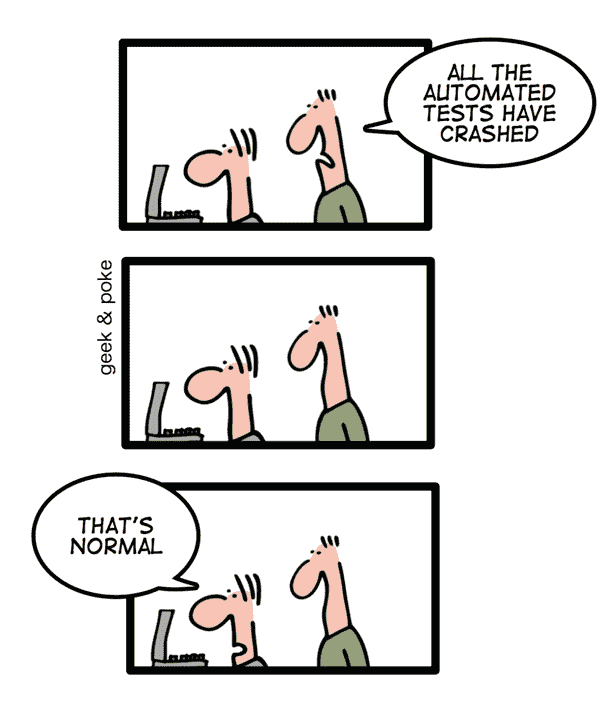 ALL THE
AUTOMATED
TESTS HAVE
CRASHED
geek & poke
THAT'S
NORMAL